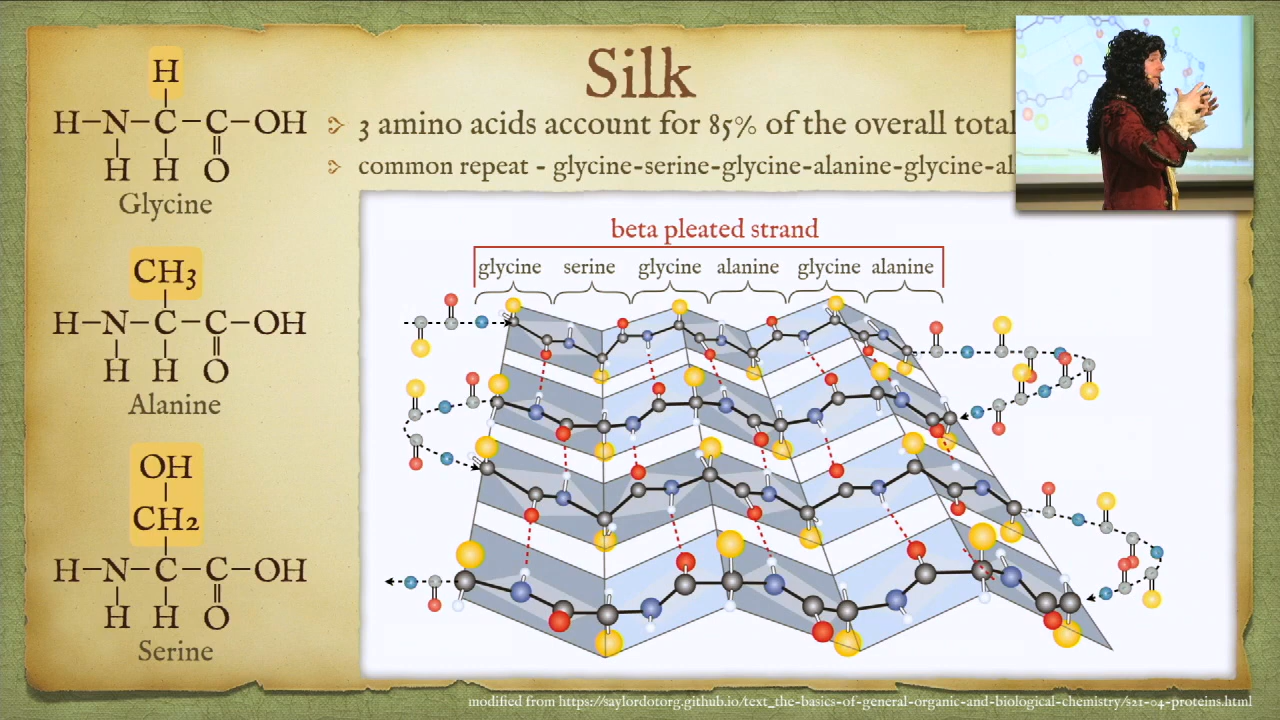 Silk
3 amino acids account for 85% of the overall total
common repeat - glycine-serine-glycine-alanine-glycine-al
H
H-N-C-C-OH
H H O
Glycine
CH3
H-N-C-C-OH
H H O
Alanine
OH
CH2
H-N-C-C-OH
H H O
Serine
beta pleated strand
glycine serine glycine alanine glycine alanine
modified from https://saylordotorg.github.io/text_the-basics-of-general-organic-and-biological-chemistry/s21-04-proteins.html